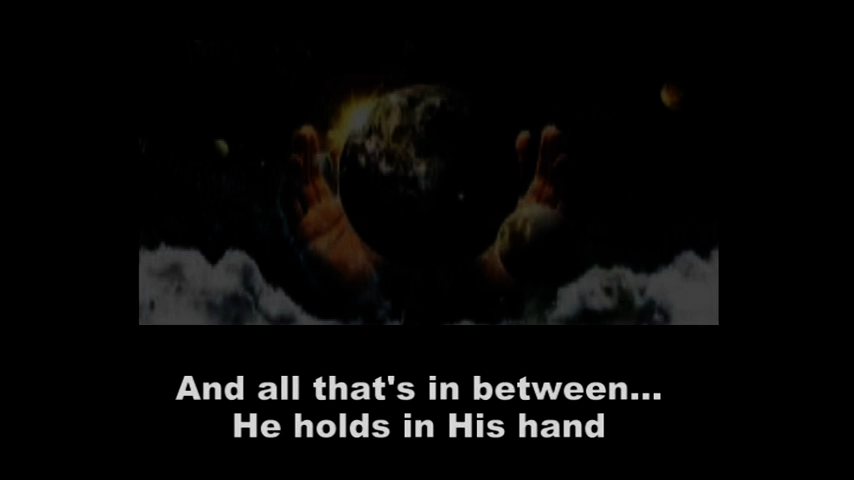 And all that's in between...
He holds in His hand